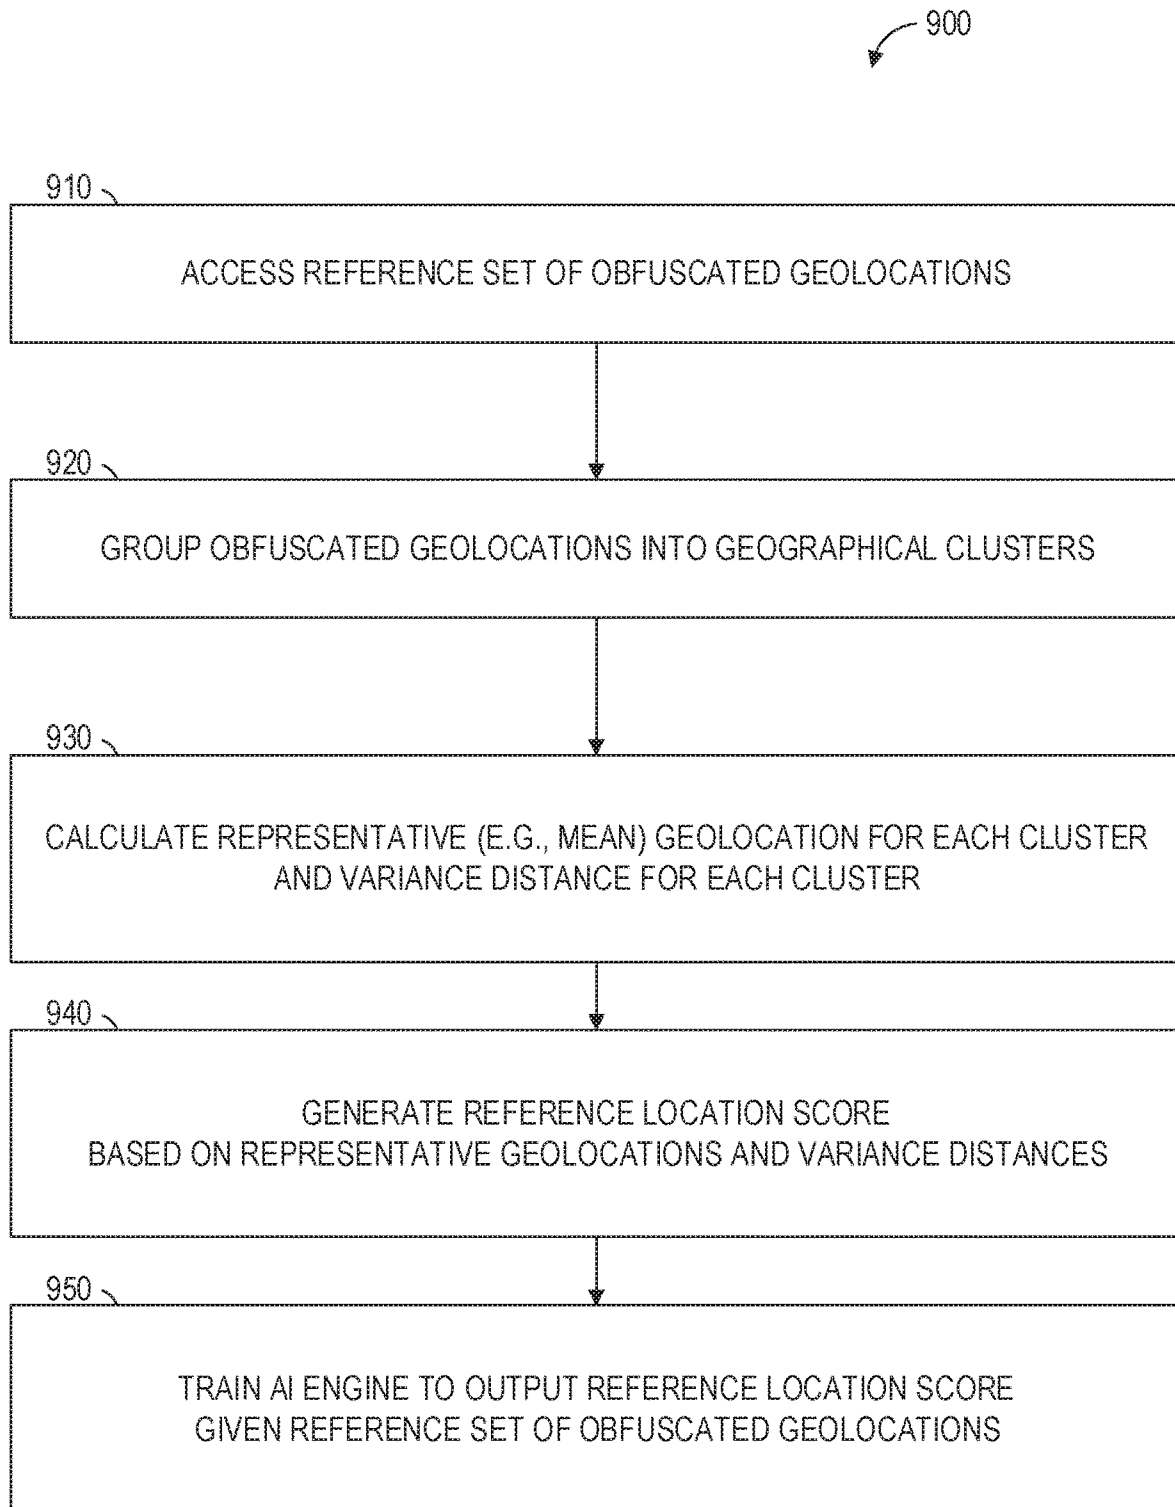 900
910
ACCESS REFERENCE SET OF OBFUSCATED GEOLOCATIONS
920
GROUP OBFUSCATED GEOLOCATIONS INTO GEOGRAPHICAL CLUSTERS
930
CALCULATE REPRESENTATIVE (E.G., MEAN) GEOLOCATION FOR EACH CLUSTER
AND VARIANCE DISTANCE FOR EACH CLUSTER
940
GENERATE REFERENCE LOCATION SCORE
BASED ON REPRESENTATIVE GEOLOCATIONS AND VARIANCE DISTANCES
950
TRAIN AI ENGINE TO OUTPUT REFERENCE LOCATION SCORE
GIVEN REFERENCE SET OF OBFUSCATED GEOLOCATIONS